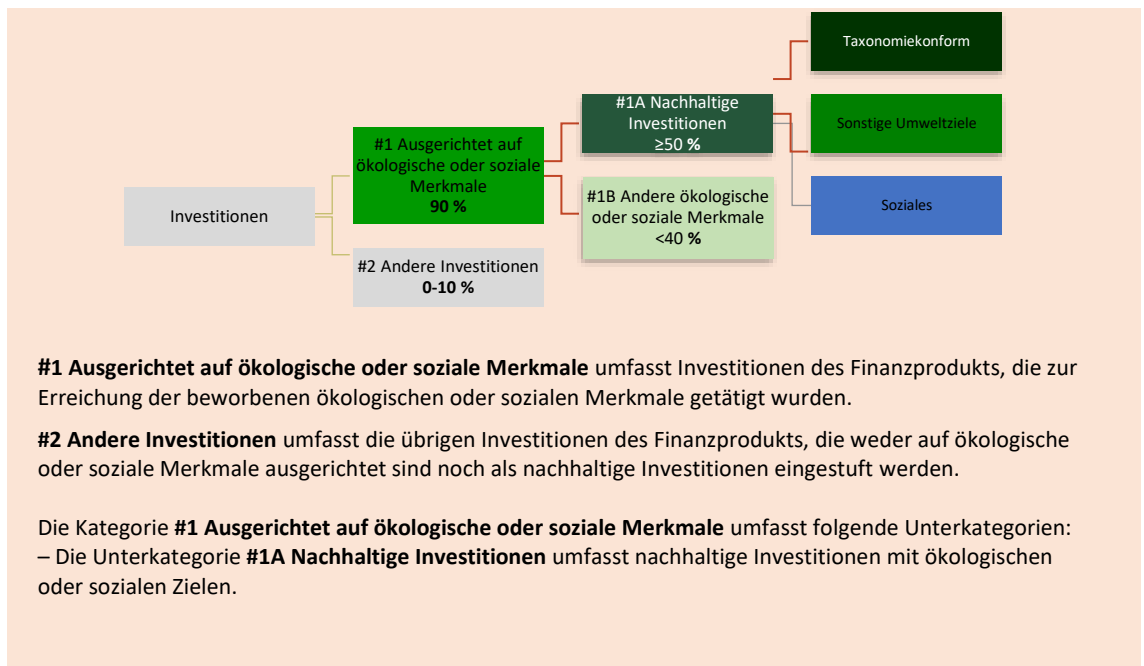 Taxonomiekonform
#1A Nachhaltige
Investitionen
≥50 %
Sonstige Umweltziele
#1 Ausgerichtet auf
ökologische oder soziale
Merkmale
90 %
Investitionen
#1B Andere ökologische
oder soziale Merkmale
<40 %
Soziales
#2 Andere Investitionen
0-10 %
#1 Ausgerichtet auf ökologische oder soziale Merkmale umfasst Investitionen des Finanzprodukts, die zur
Erreichung der beworbenen ökologischen oder sozialen Merkmale getätigt wurden.
#2 Andere Investitionen umfasst die übrigen Investitionen des Finanzprodukts, die weder auf ökologische
oder soziale Merkmale ausgerichtet sind noch als nachhaltige Investitionen eingestuft werden.
Die Kategorie #1 Ausgerichtet auf ökologische oder soziale Merkmale umfasst folgende Unterkategorien:
– Die Unterkategorie #1A Nachhaltige Investitionen umfasst nachhaltige Investitionen mit ökologischen
oder sozialen Zielen.